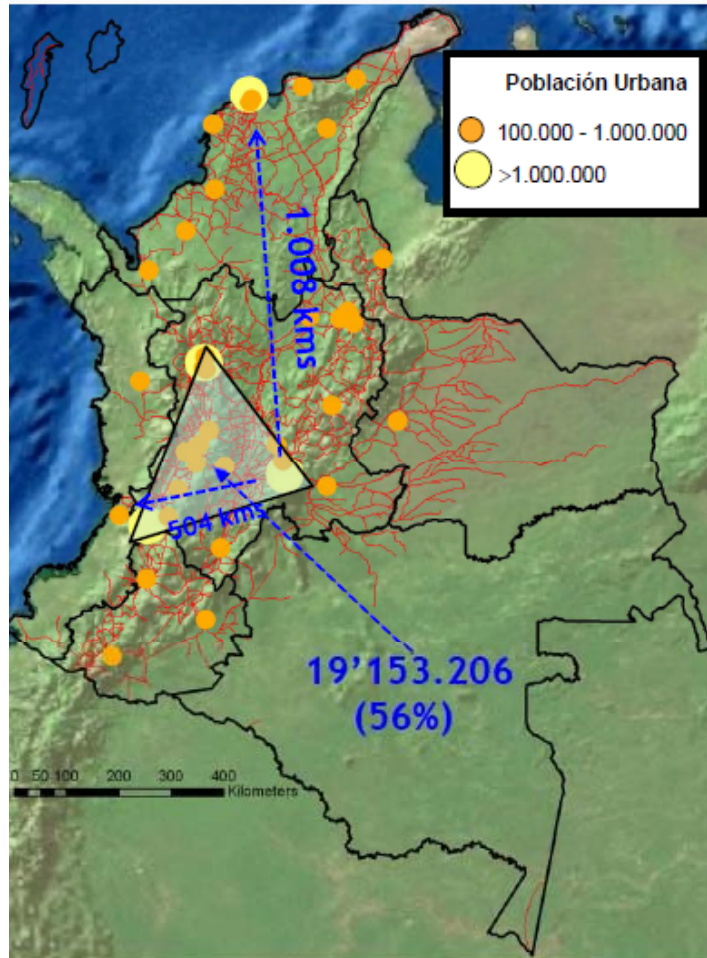 Población Urbana
100.000 - 1.000.000
>1.000.000
1.008 kms
504 kms
19’153.206
(56%)
0 50 100 200 300 400
Kilometers